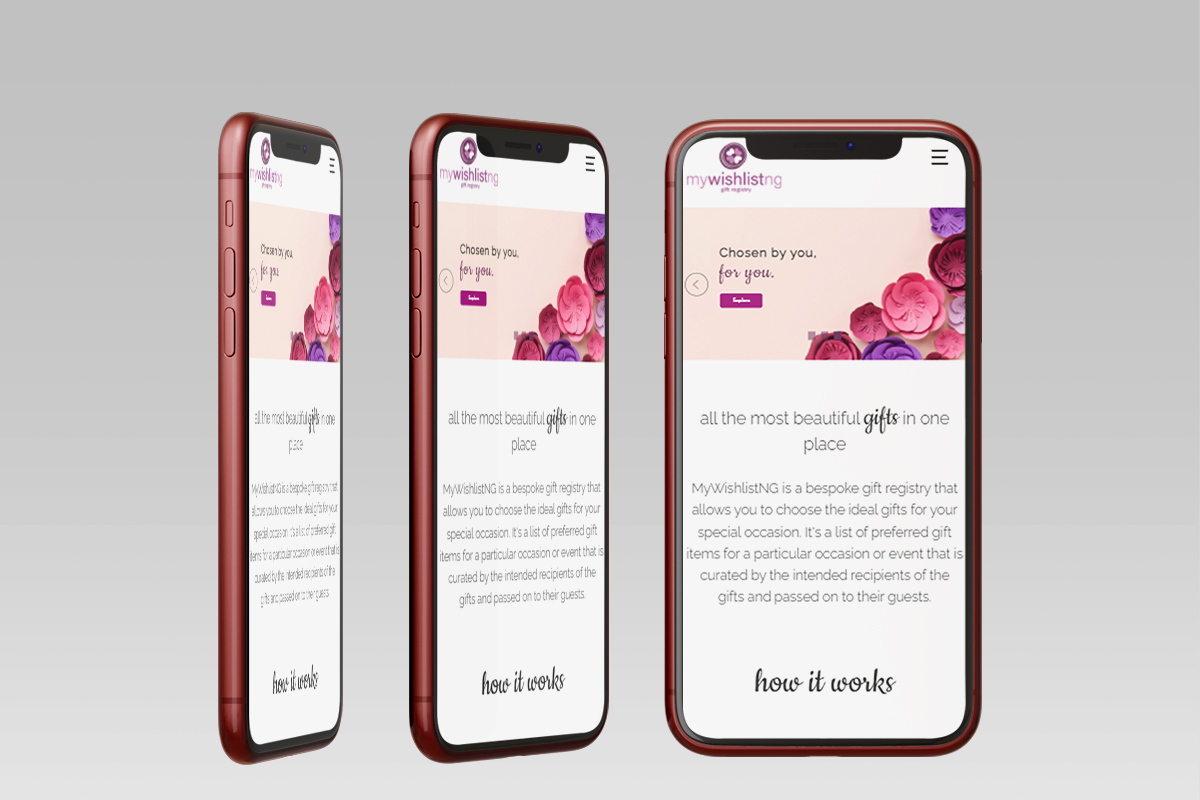 mywishlistng
gift registry
Chosen by you,
for you.
Explore
all the most beautiful gifts in one
place
MyWishlistNG is a bespoke gift registry that
allows you to choose the ideal gifts for your
special occasion. It's a list of preferred gift
items for a particular occasion or event that is
curated by the intended recipients of the
gifts and passed on to their guests.
how it works
mywishlistng
gift registry
Chosen by you,
for you.
Explore
all the most beautiful gifts in one
place
MyWishlistNG is a bespoke gift registry that
allows you to choose the ideal gifts for your
special occasion. It's a list of preferred gift
items for a particular occasion or event that is
curated by the intended recipients of the
gifts and passed on to their guests.
how it works
mywishlistng
gift registry
Chosen by you,
for you.
Explore
all the most beautiful gifts in one
place
MyWishlistNG is a bespoke gift registry that
allows you to choose the ideal gifts for your
special occasion. It's a list of preferred gift
items for a particular occasion or event that is
curated by the intended recipients of the
gifts and passed on to their guests.
how it works